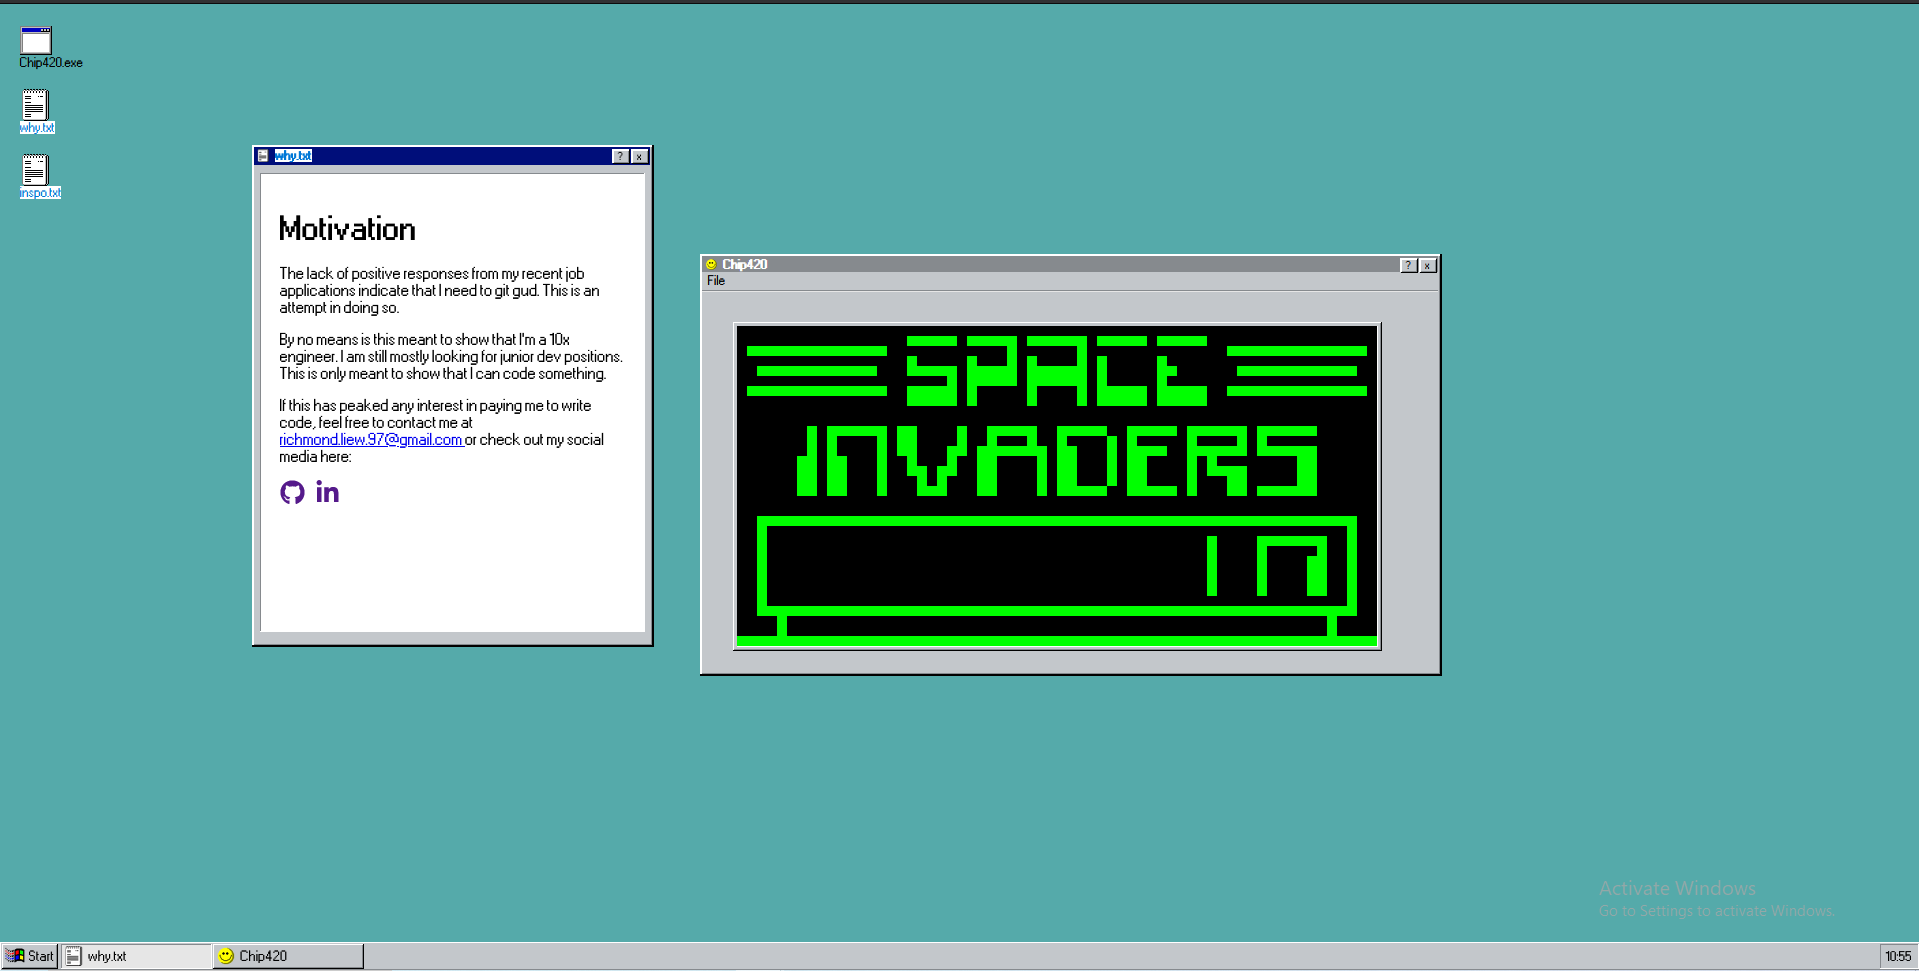 Chip420.exe
why.txt
inspo.txt
why.txt
? x
Motivation
The lack of positive responses from my recent job
applications indicate that I need to git gud. This is an
attempt in doing so.
By no means is this meant to show that I'm a 10x
engineer. I am still mostly looking for junior dev positions.
This is only meant to show that I can code something.
If this has peaked any interest in paying me to write
code, feel free to contact me at
richmond.liew.97@gmail.com or check out my social
media here:
in
Chip420
? x
File
SPACE
INVADERS
Activate Windows
Go to Settings to activate Windows.
Start
why.txt
Chip420
10:55